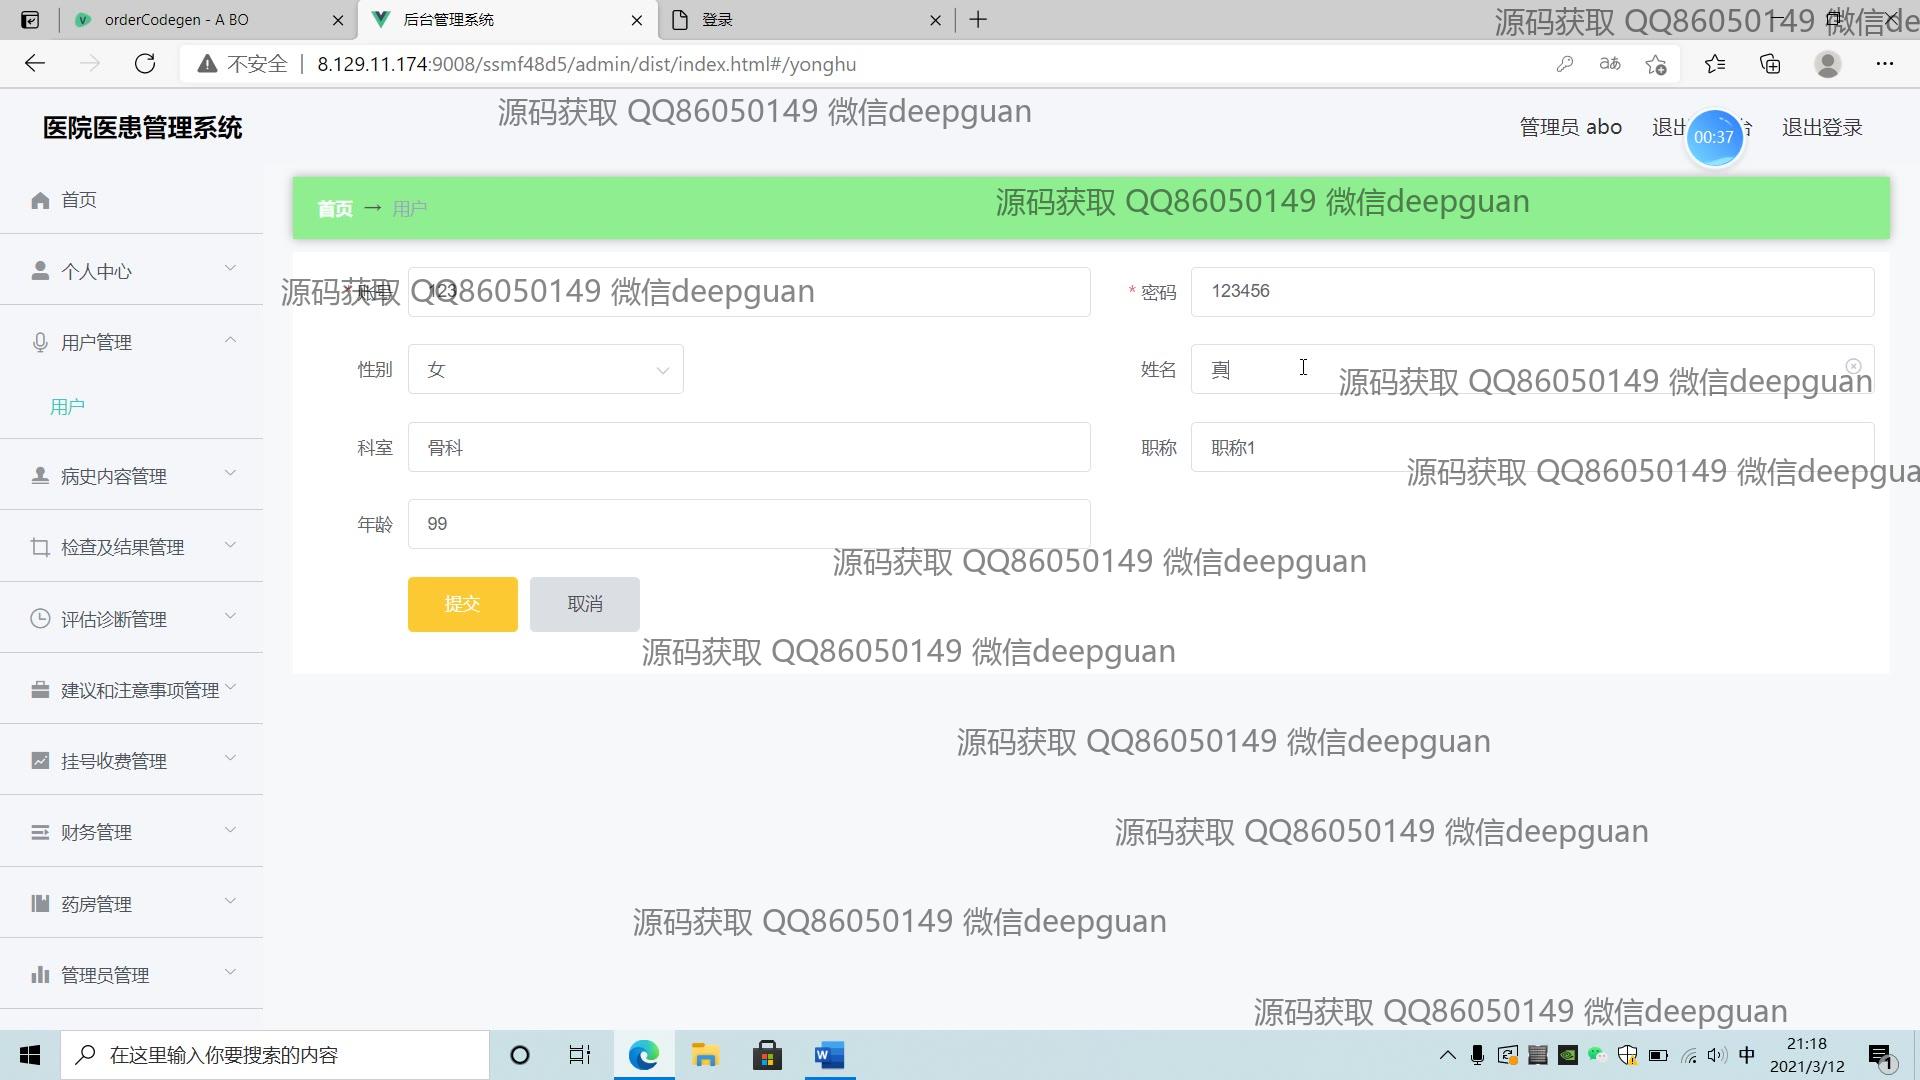 orderCodegen - A BO
后台管理系统
登录
源码获取 QQ86050149 微信de
不安全
8.129.11.174:9008/ssmf48d5/admin/dist/index.html#/yonghu
源码获取 QQ86050149 微信deepguan
医院医患管理系统
管理员 abo
退出
00:37
台
退出登录
首页
首页 → 用户
源码获取 QQ86050149 微信deepguan
个人中心
源码获取 QQ86050149 微信deepguan
* 账号
123
* 密码
123456
用户管理
性别
女
姓名
真
源码获取 QQ86050149 微信deepguan
用户
科室
骨科
职称
职称1
源码获取 QQ86050149 微信deepgua
病史内容管理
年龄
99
检查及结果管理
源码获取 QQ86050149 微信deepguan
评估诊断管理
提交
取消
源码获取 QQ86050149 微信deepguan
建议和注意事项管理
源码获取 QQ86050149 微信deepguan
挂号收费管理
财务管理
源码获取 QQ86050149 微信deepguan
药房管理
源码获取 QQ86050149 微信deepguan
管理员管理
源码获取 QQ86050149 微信deepguan
在这里输入你要搜索的内容
中
21:18
2021/3/12
1